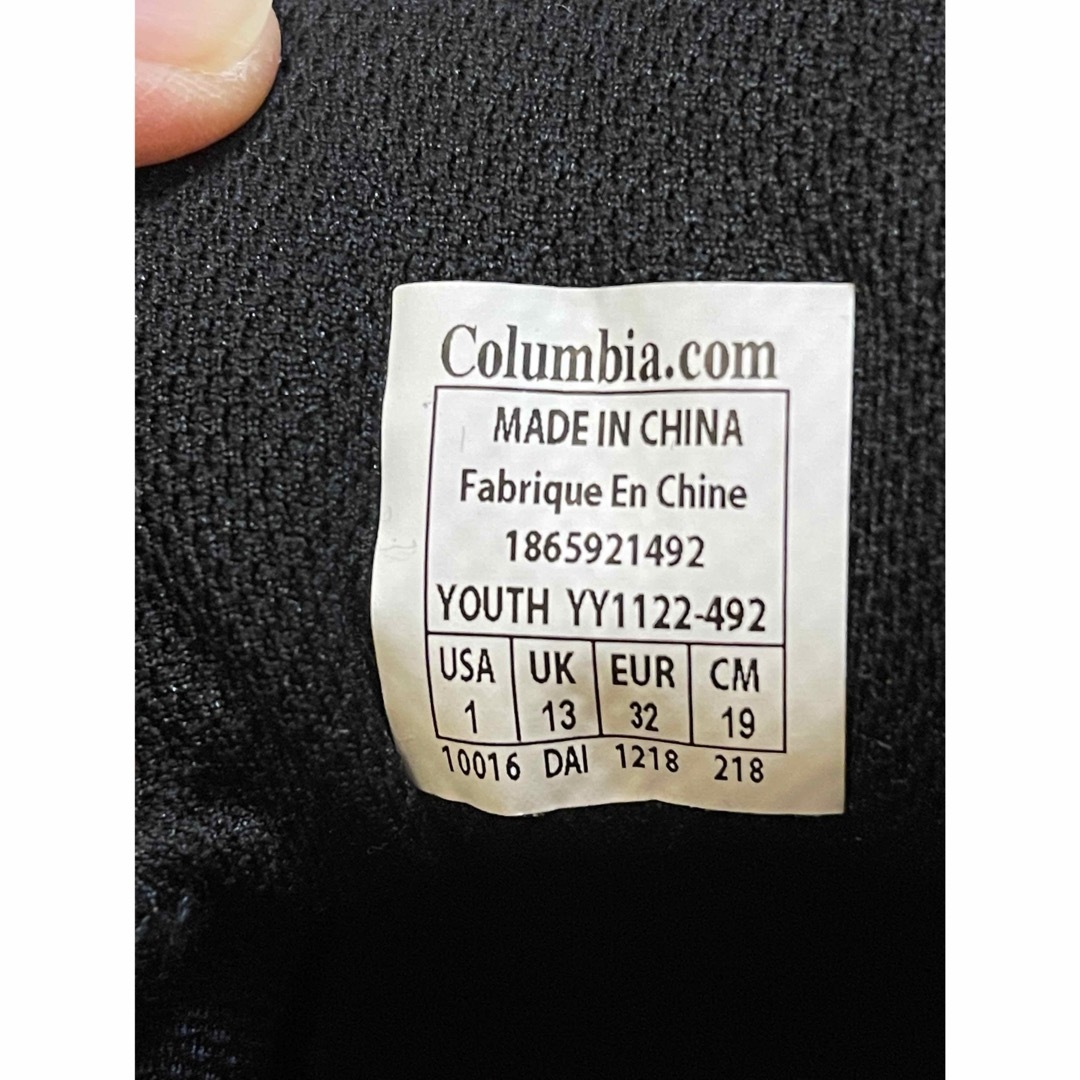 Columbia.com
MADE IN CHINA
Fabrique En Chine
1865921492
YOUTH YY1122-492
USA UK EUR CM
1 13 32 19
10016 DAI 1218 218